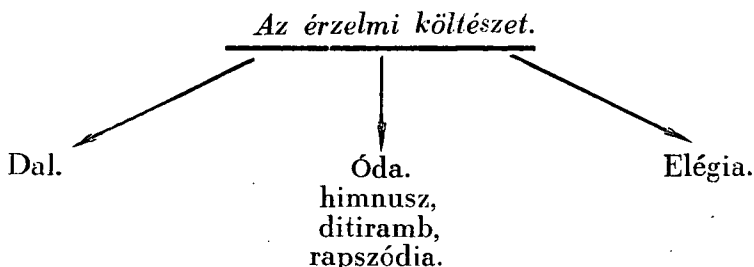 Az érzelmi költészet.
Dal. Óda. Elégia.
himnusz,
ditiramb,
rapszódia.